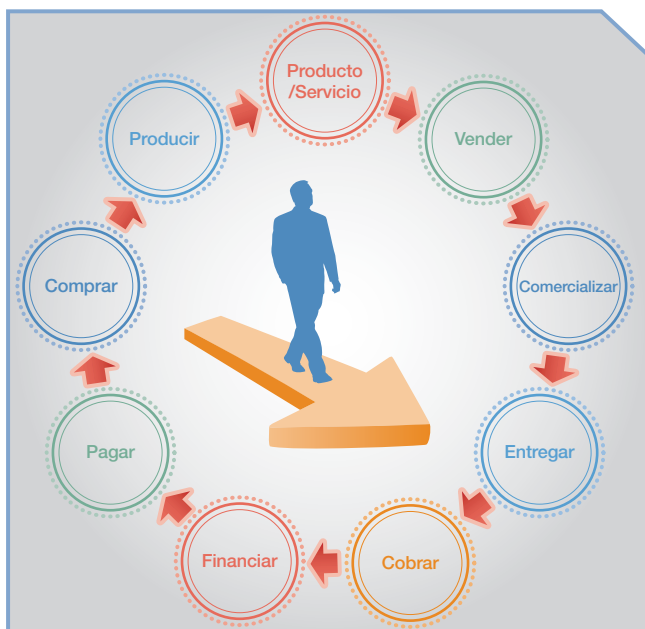 Producto
/Servicio
Vender
Comercializar
Entregar
Cobrar
Financiar
Pagar
Comprar
Producir